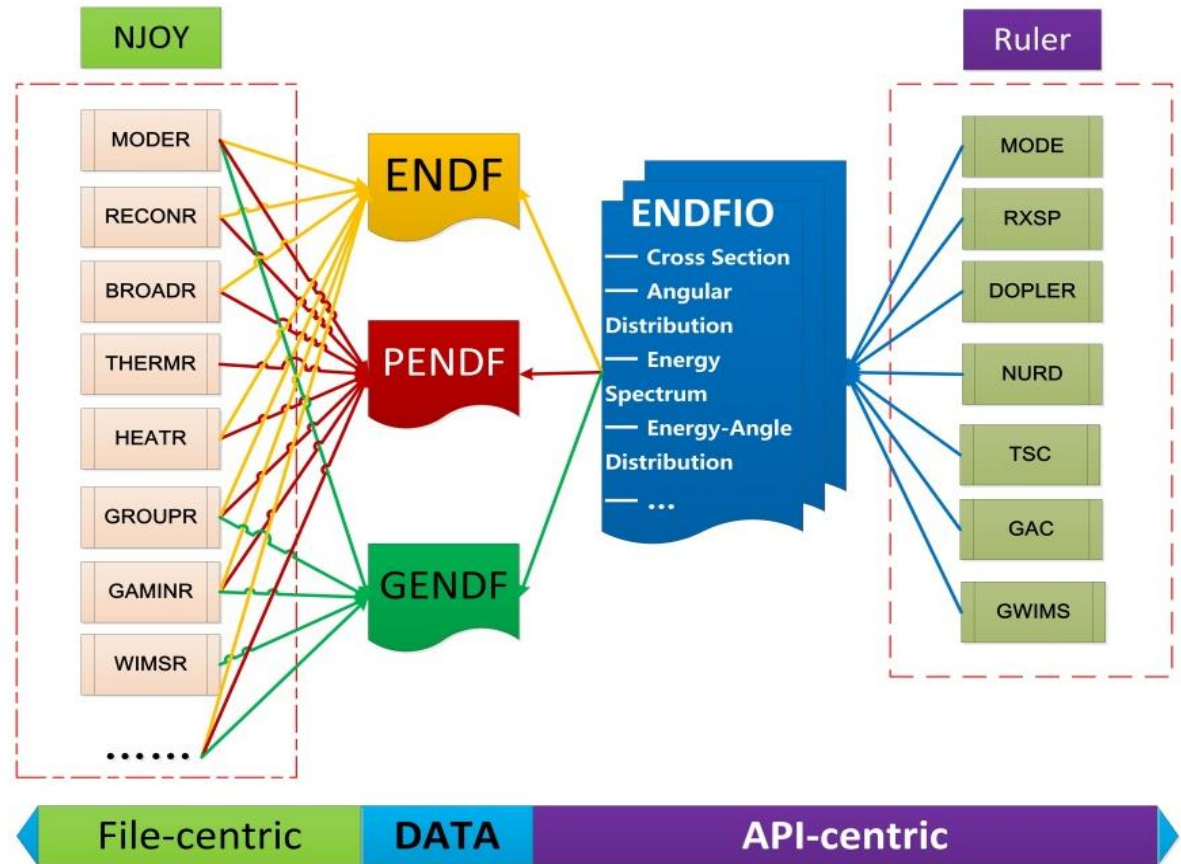 NJOY
MODER
RECONR
BROADR
THERMR
HEATR
GROUPR
GAMINR
WIMSR
......
ENDF
PENDF
GENDF
ENDFIO
— Cross Section
— Angular
Distribution
— Energy
Spectrum
— Energy-Angle
Distribution
— ...
Ruler
MODE
RXSP
DOPLER
NURD
TSC
GAC
GWIMS
File-centric
DATA
API-centric